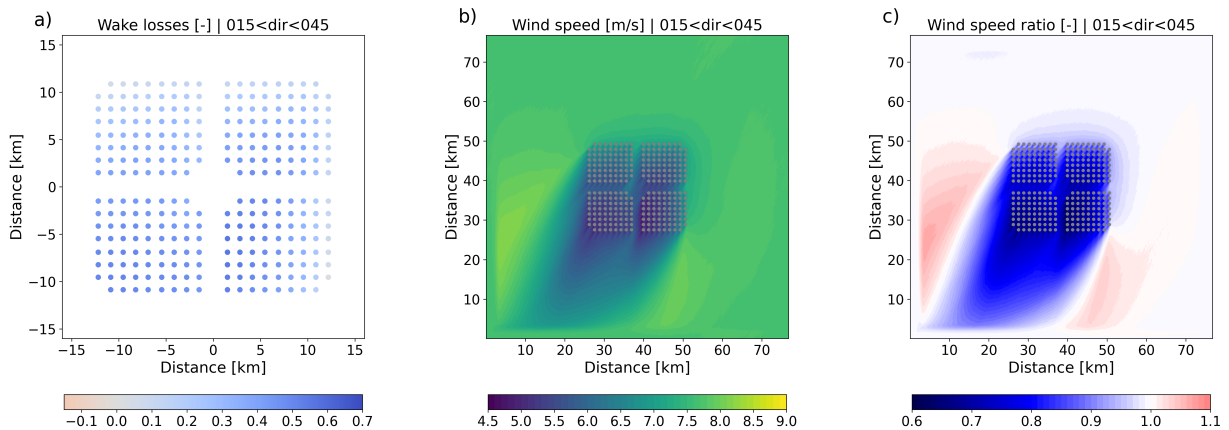 a)
Wake losses [-] | 015<dir<045
15
10
5
0
−5
−10
−15
Distance [km]
−15 −10 −5 0 5 10 15
Distance [km]
−0.1 0.0 0.1 0.2 0.3 0.4 0.5 0.6 0.7
b)
Wind speed [m/s] | 015<dir<045
70
60
50
40
30
20
10
Distance [km]
10 20 30 40 50 60 70
Distance [km]
4.5 5.0 5.5 6.0 6.5 7.0 7.5 8.0 8.5 9.0
c)
Wind speed ratio [-] | 015<dir<045
70
60
50
40
30
20
10
Distance [km]
10 20 30 40 50 60 70
Distance [km]
0.6 0.7 0.8 0.9 1.0 1.1